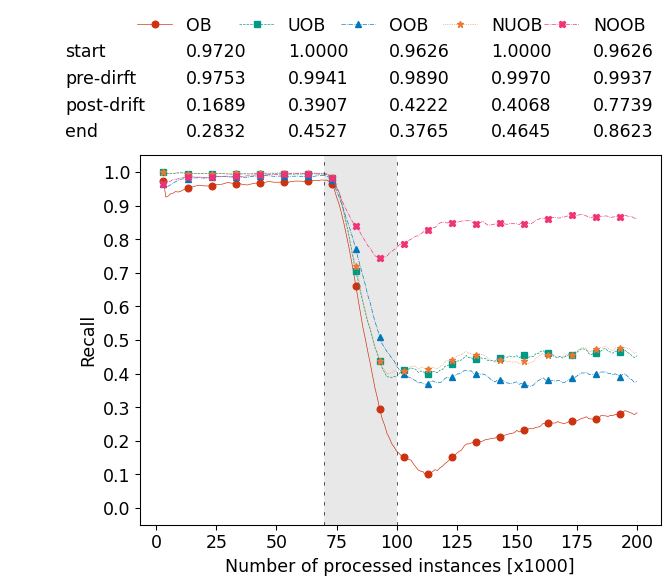 OB UOB OOB NUOB NOOB
start 0.9720 1.0000 0.9626 1.0000 0.9626
pre-dirft 0.9753 0.9941 0.9890 0.9970 0.9937
post-drift 0.1689 0.3907 0.4222 0.4068 0.7739
end 0.2832 0.4527 0.3765 0.4645 0.8623
1.0
0.9
0.8
0.7
0.6
0.5
0.4
0.3
0.2
0.1
0.0
Recall
0 25 50 75 100 125 150 175 200
Number of processed instances [x1000]